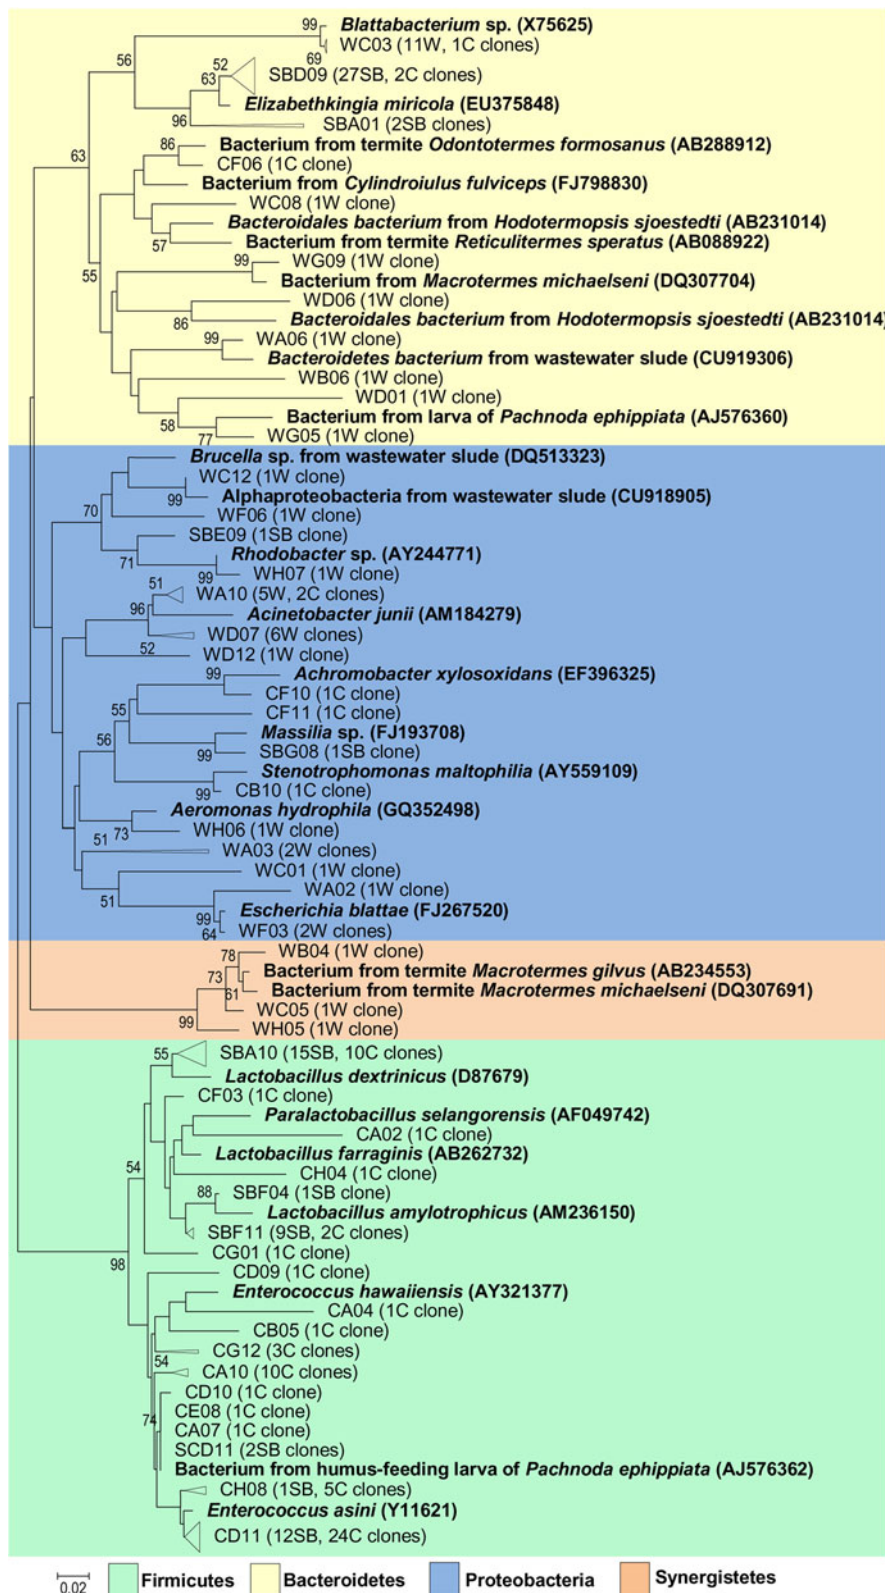 99
Blattabacterium sp. (X75625)
WC03 (11W, 1C clones)
69
56
52
63
SBD09 (27SB, 2C clones)
Elizabethkingia miricola (EU375848)
96
SBA01 (2SB clones)
63
86
Bacterium from termite Odontotermes formosanus (AB288912)
CF06 (1C clone)
Bacterium from Cylindroiulus fulviceps (FJ798830)
WC08 (1W clone)
Bacteroidales bacterium from Hodotermopsis sjoestedti (AB231014)
57
Bacterium from termite Reticulitermes speratus (AB088922)
55
99
WG09 (1W clone)
Bacterium from Macrotermes michaelseni (DQ307704)
WD06 (1W clone)
86
Bacteroidales bacterium from Hodotermopsis sjoestedti (AB231014)
99
WA06 (1W clone)
Bacteroidetes bacterium from wastewater slude (CU919306)
WB06 (1W clone)
WD01 (1W clone)
58
Bacterium from larva of Pachnoda ephippiata (AJ576360)
77
WG05 (1W clone)
Brucella sp. from wastewater slude (DQ513323)
WC12 (1W clone)
99
Alphaproteobacteria from wastewater slude (CU918905)
70
WF06 (1W clone)
SBE09 (1SB clone)
71
Rhodobacter sp. (AY244771)
99
WH07 (1W clone)
51
WA10 (5W, 2C clones)
96
Acinetobacter junii (AM184279)
WD07 (6W clones)
52
WD12 (1W clone)
99
Achromobacter xylosoxidans (EF396325)
CF10 (1C clone)
55
CF11 (1C clone)
56
Massilia sp. (FJ193708)
99
SBG08 (1SB clone)
Stenotrophomonas maltophilia (AY559109)
99
CB10 (1C clone)
Aeromonas hydrophila (GQ352498)
51
73
WH06 (1W clone)
WA03 (2W clones)
WC01 (1W clone)
51
WA02 (1W clone)
99
Escherichia blattae (FJ267520)
64
WF03 (2W clones)
78
WB04 (1W clone)
73
Bacterium from termite Macrotermes gilvus (AB234553)
61
Bacterium from termite Macrotermes michaelseni (DQ307691)
WC05 (1W clone)
99
WH05 (1W clone)
55
SBA10 (15SB, 10C clones)
Lactobacillus dextrinicus (D87679)
CF03 (1C clone)
Paralactobacillus selangorensis (AF049742)
CA02 (1C clone)
54
Lactobacillus farraginis (AB262732)
CH04 (1C clone)
88
SBF04 (1SB clone)
Lactobacillus amylotrophicus (AM236150)
SBF11 (9SB, 2C clones)
CG01 (1C clone)
98
CD09 (1C clone)
Enterococcus hawaiiensis (AY321377)
CA04 (1C clone)
CB05 (1C clone)
CG12 (3C clones)
54
CA10 (10C clones)
CD10 (1C clone)
74
CE08 (1C clone)
CA07 (1C clone)
SCD11 (2SB clones)
Bacterium from humus-feeding larva of Pachnoda ephippiata (AJ576362)
CH08 (1SB, 5C clones)
Enterococcus asini (Y11621)
CD11 (12SB, 24C clones)
0.02
Firmicutes
Bacteroidetes
Proteobacteria
Synergistetes